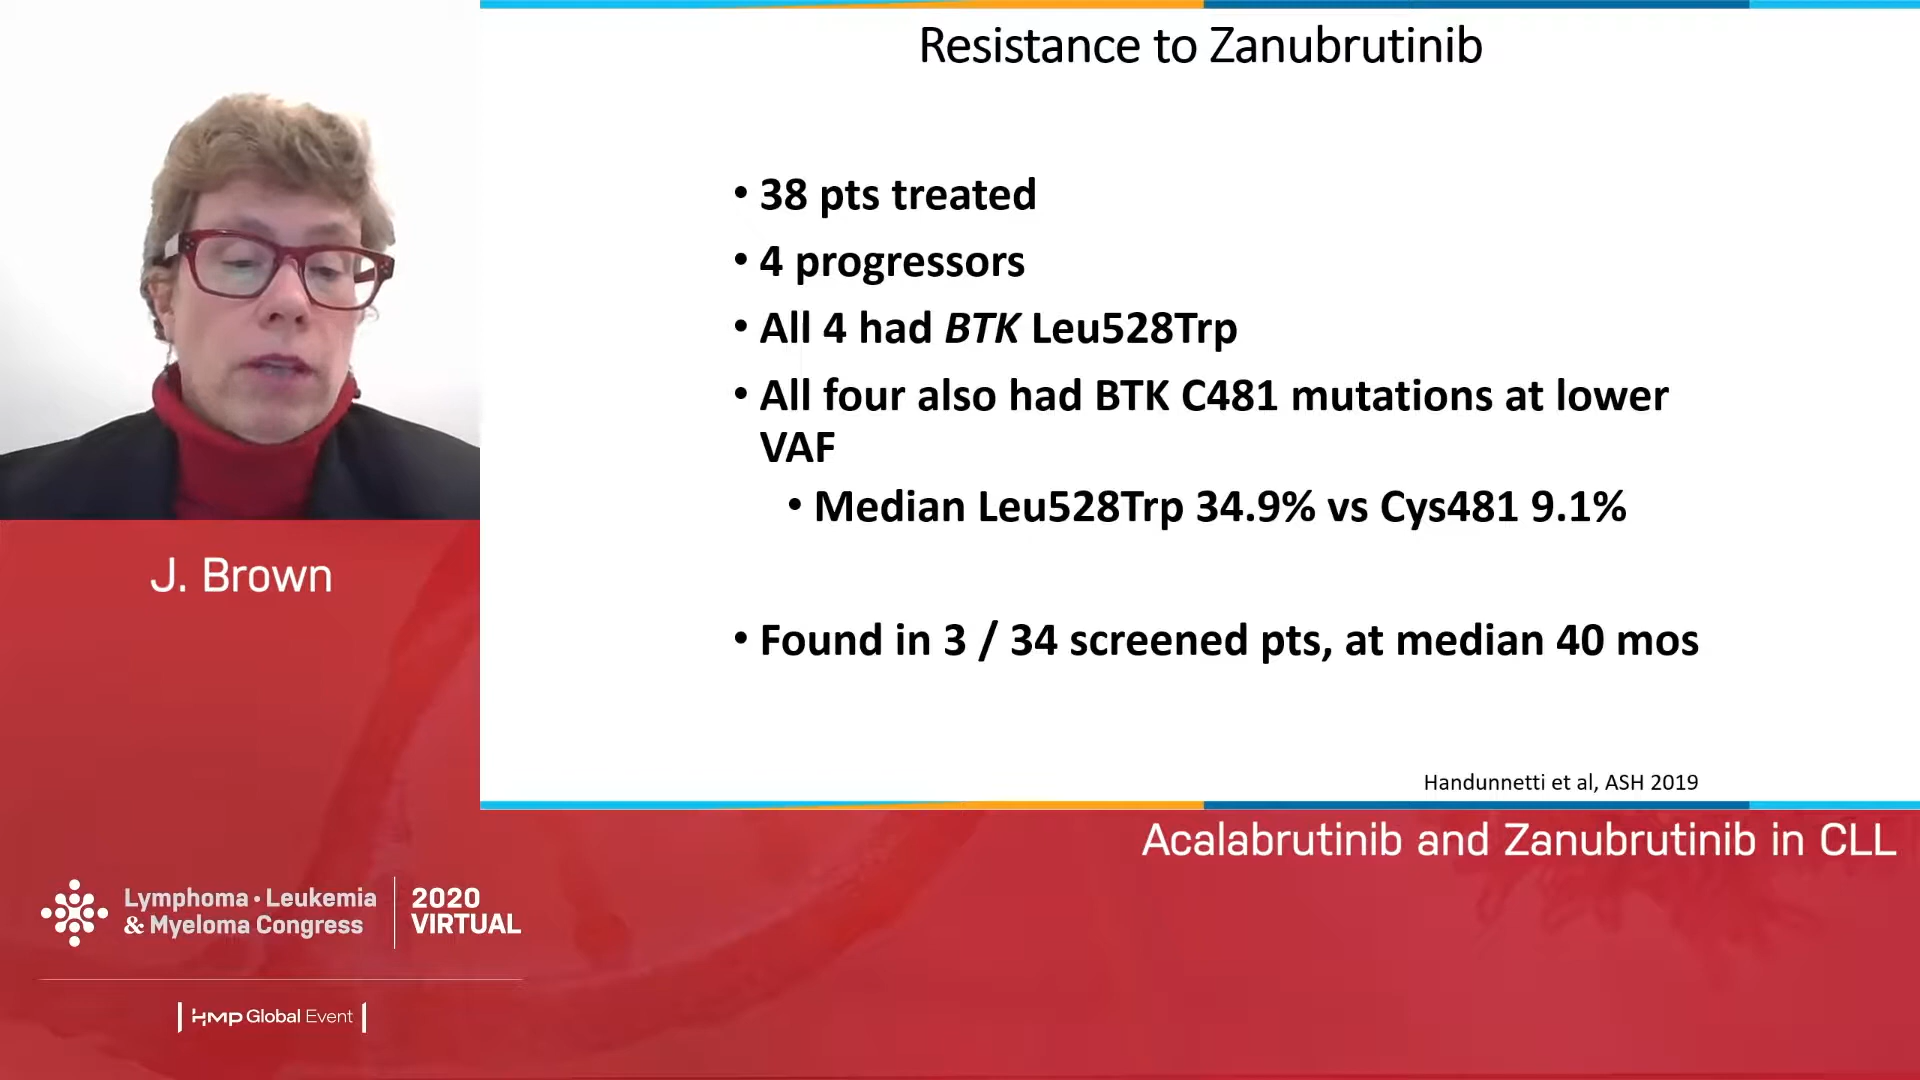 Resistance to Zanubrutinib
• 38 pts treated
• 4 progressors
• All 4 had BTK Leu528Trp
• All four also had BTK C481 mutations at lower
VAF
• Median Leu528Trp 34.9% vs Cys481 9.1%
• Found in 3 / 34 screened pts, at median 40 mos
Handunnetti et al, ASH 2019
J. Brown
Acalabrutinib and Zanubrutinib in CLL
Lymphoma • Leukemia
& Myeloma Congress
2020
VIRTUAL
HMP Global Event